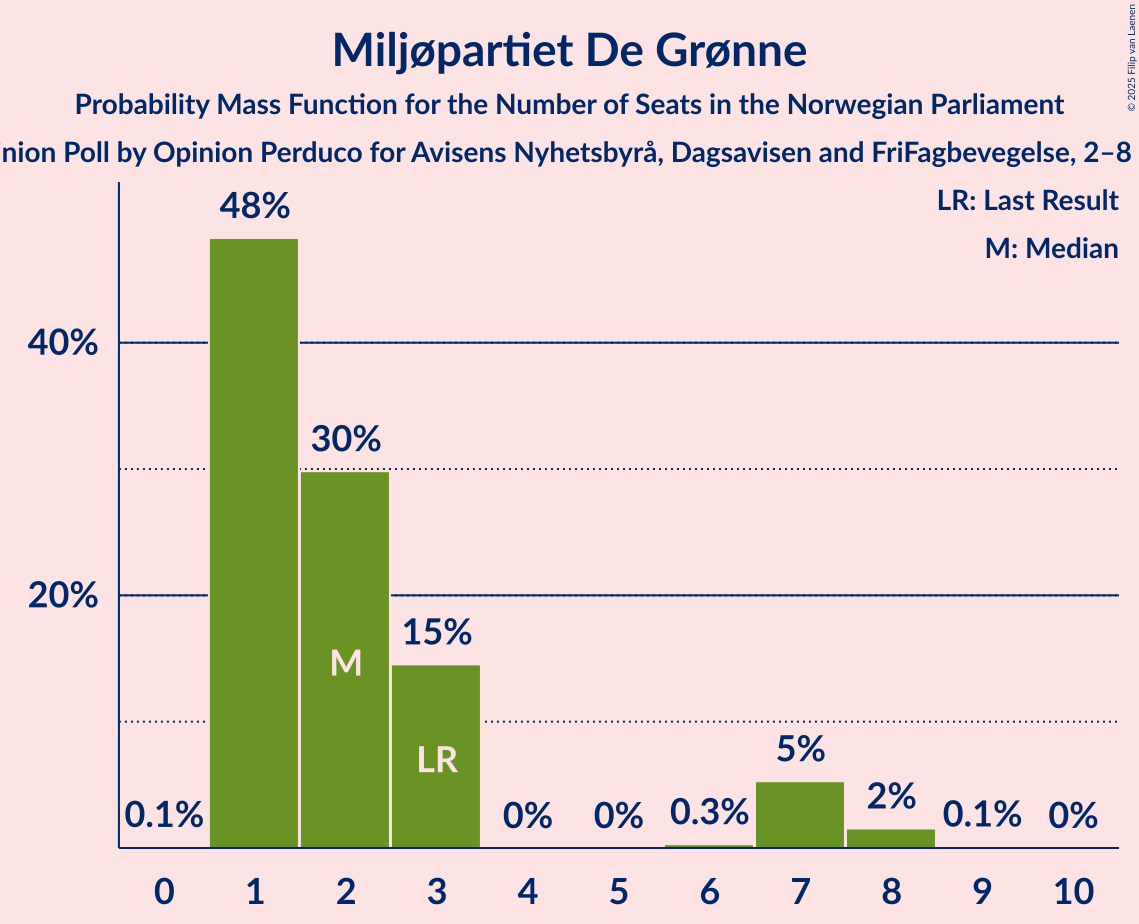 Miljøpartiet De Grønne
Probability Mass Function for the Number of Seats in the Norwegian Parliament
Poll by Opinion Perduco for Avisens Nyhetsbyrå, Dagsavisen and FriFagbevegelse, 2–8
LR: Last Result
M: Median
© 2025 Filip van Laenen
48%
40%
30%
20%
15%
M
LR
5%
2%
0.1%
0%
0%
0.3%
0.1%
0%
0 1 2 3 4 5 6 7 8 9 10